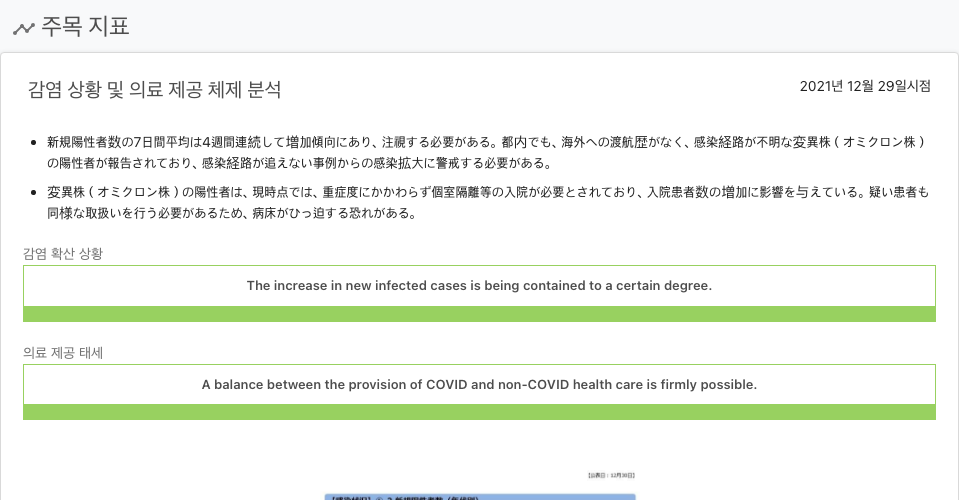 주목 지표
감염 상황 및 의료 제공 체제 분석
2021년 12월 29일시점
新規陽性者数の7日間平均は4週間連続して増加傾向にあり、注視する必要がある。都内でも、海外への渡航歴がなく、感染経路が不明な変異株（オミクロン株）
の陽性者が報告されており、感染経路が追えない事例からの感染拡大に警戒する必要がある。
変異株（オミクロン株）の陽性者は、現時点では、重症度にかかわらず個室隔離等の入院が必要とされており、入院患者数の増加に影響を与えている。疑い患者も
同様な取扱いを行う必要があるため、病床がひっ迫する恐れがある。
감염 확산 상황
The increase in new infected cases is being contained to a certain degree.
의료 제공 태세
A balance between the provision of COVID and non-COVID health care is firmly possible.